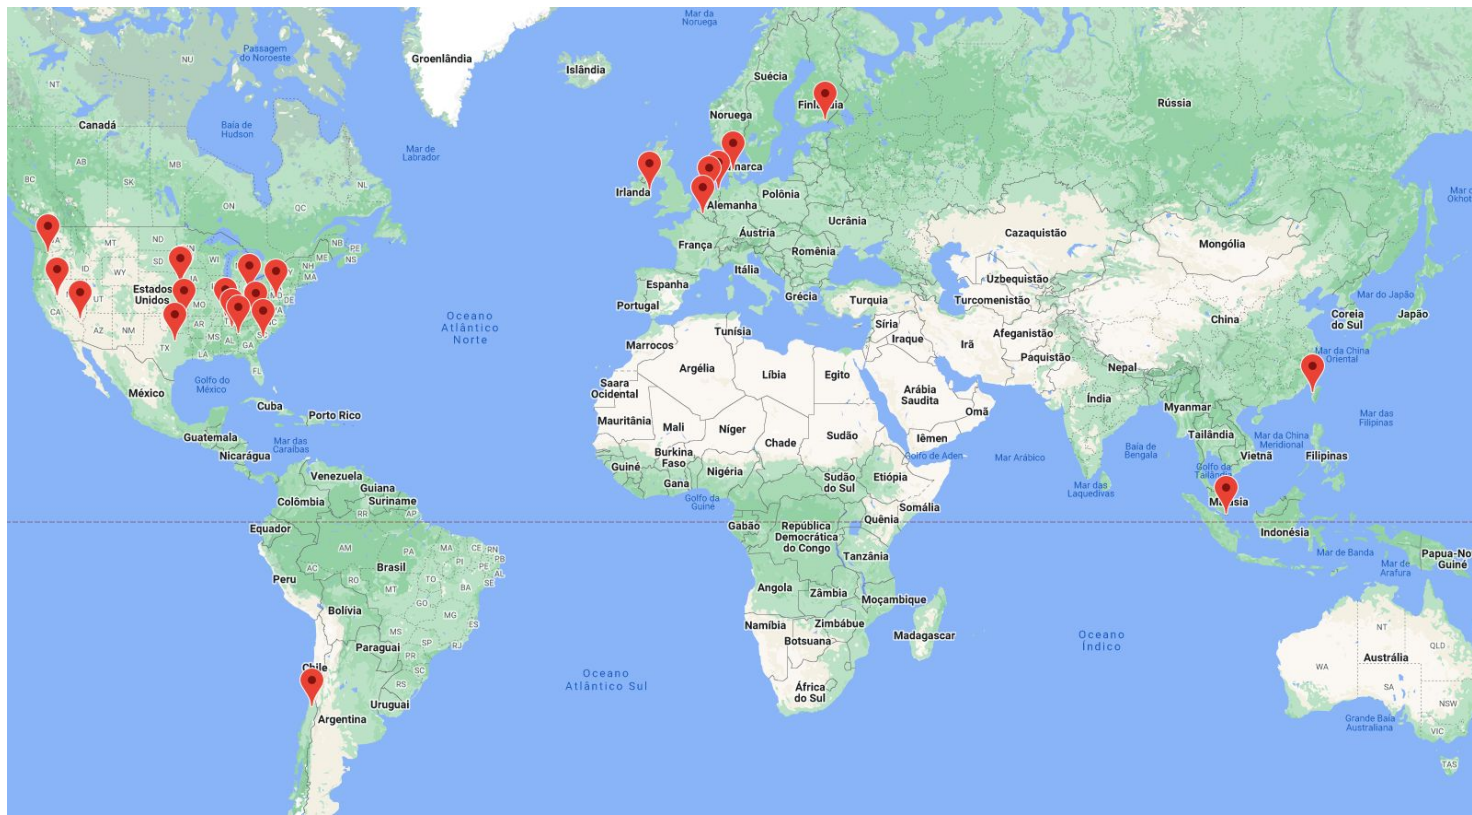 Groenlândia
Passagem
do Noroeste
NU
NT
Canadá
Baía de
Hudson
Mar de
Labrador
AB
MB
BC
SK
NL
ON
QC
NB
PE
NS
ME
NH
MA
MT
ND
SD
WI
ID
WY
IA
UT
CA
AZ
NM
TX
MO
AR
MS
AL
GA
LA
FL
DE
Estados
Unidos
Golfo do
México
México
Cuba
Porto Rico
Guatemala
Mar das
Caraíbas
Nicarágua
Venezuela
Guiana
Colômbia
Suriname
Equador
RR
AP
AM
PA
MA
CE
RN
PB
PE
AL
SE
PI
AC
RO
TO
BA
MT
GO
MG
ES
MS
SP
RJ
PR
SC
RS
Peru
Brasil
Bolívia
Paraguai
Chile
Uruguai
Argentina
Oceano
Atlântico
Norte
Oceano
Atlântico Sul
Mar da
Noruega
Islândia
Suécia
Noruega
Rússia
Irlanda
Polônia
Alemanha
Ucrânia
Áustria
França
Romênia
Itália
Espanha
Portugal
Grécia
Turquia
Cazaquistão
Uzbequistão
Turcomenistão
Mongólia
Mar do Japão
Coreia
do Sul
Japão
China
Mar da China
Oriental
Afeganistão
Paquistão
Nepal
Índia
Myanmar
Tailândia
Vietnã
Filipinas
Mar das
Filipinas
Mar da China
Meridional
Golfo da
Tailândia
Baía de
Bengala
Mar das
Laquedivas
Mar Arábico
Síria
Iraque
Irã
Arábia
Saudita
Omã
Iêmen
Golfo de Aden
Tunísia
Marrocos
Argélia
Líbia
Egito
Saara
Ocidental
Mauritânia
Mali
Níger
Chade
Sudão
Burkina
Faso
Guiné
Gana
Nigéria
Golfo da
Guiné
Sudão
do Sul
Etiópia
Somália
Quênia
Gabão
República
Democrática
do Congo
Tanzânia
Angola
Zâmbia
Moçambique
Zimbábue
Namíbia
Botsuana
Madagascar
África
do Sul
Oceano
Índico
Indonésia
Mar de Banda
Mar de
Arafura
Papua-No
Guiné
Austrália
NT
QLD
WA
SA
NSW
VIC
TAS
Grande Baía
Australiana